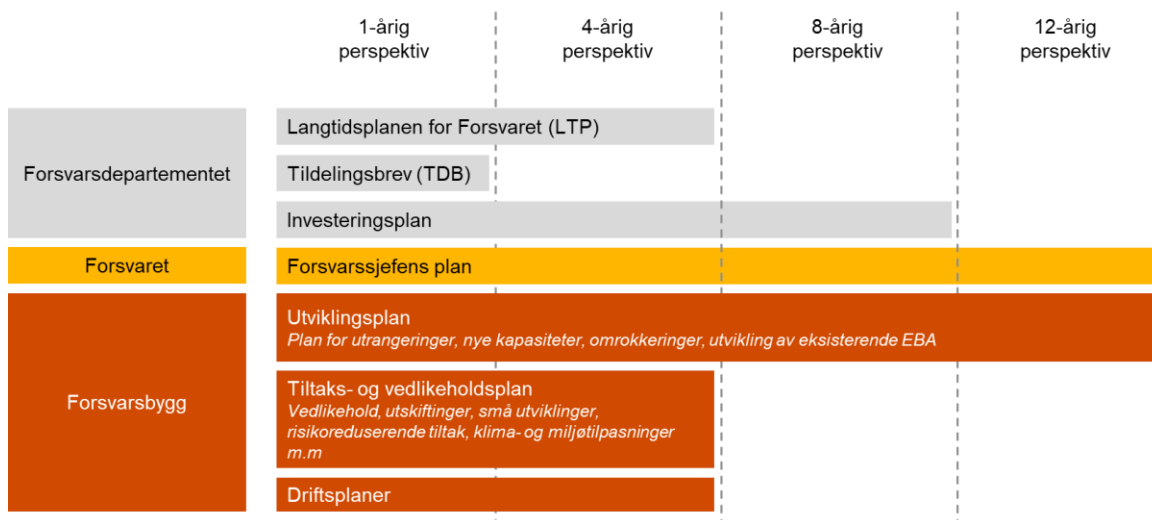 1-årig
perspektiv
4-årig
perspektiv
8-årig
perspektiv
12-årig
perspektiv
Forsvarsdepartementet
Langtidsplanen for Forsvaret (LTP)
Tildelingsbrev (TDB)
Investeringsplan
Forsvaret
Forsvarssjefens plan
Forsvarsbygg
Utviklingsplan
Plan for utrangeringer, nye kapasiteter, omrokkeringer, utvikling av eksisterende EBA
Tiltaks- og vedlikeholdsplan
Vedlikehold, utskiftinger, små utviklinger,
risikoreduserende tiltak, klima- og miljøtilpasninger
m.m
Driftsplaner